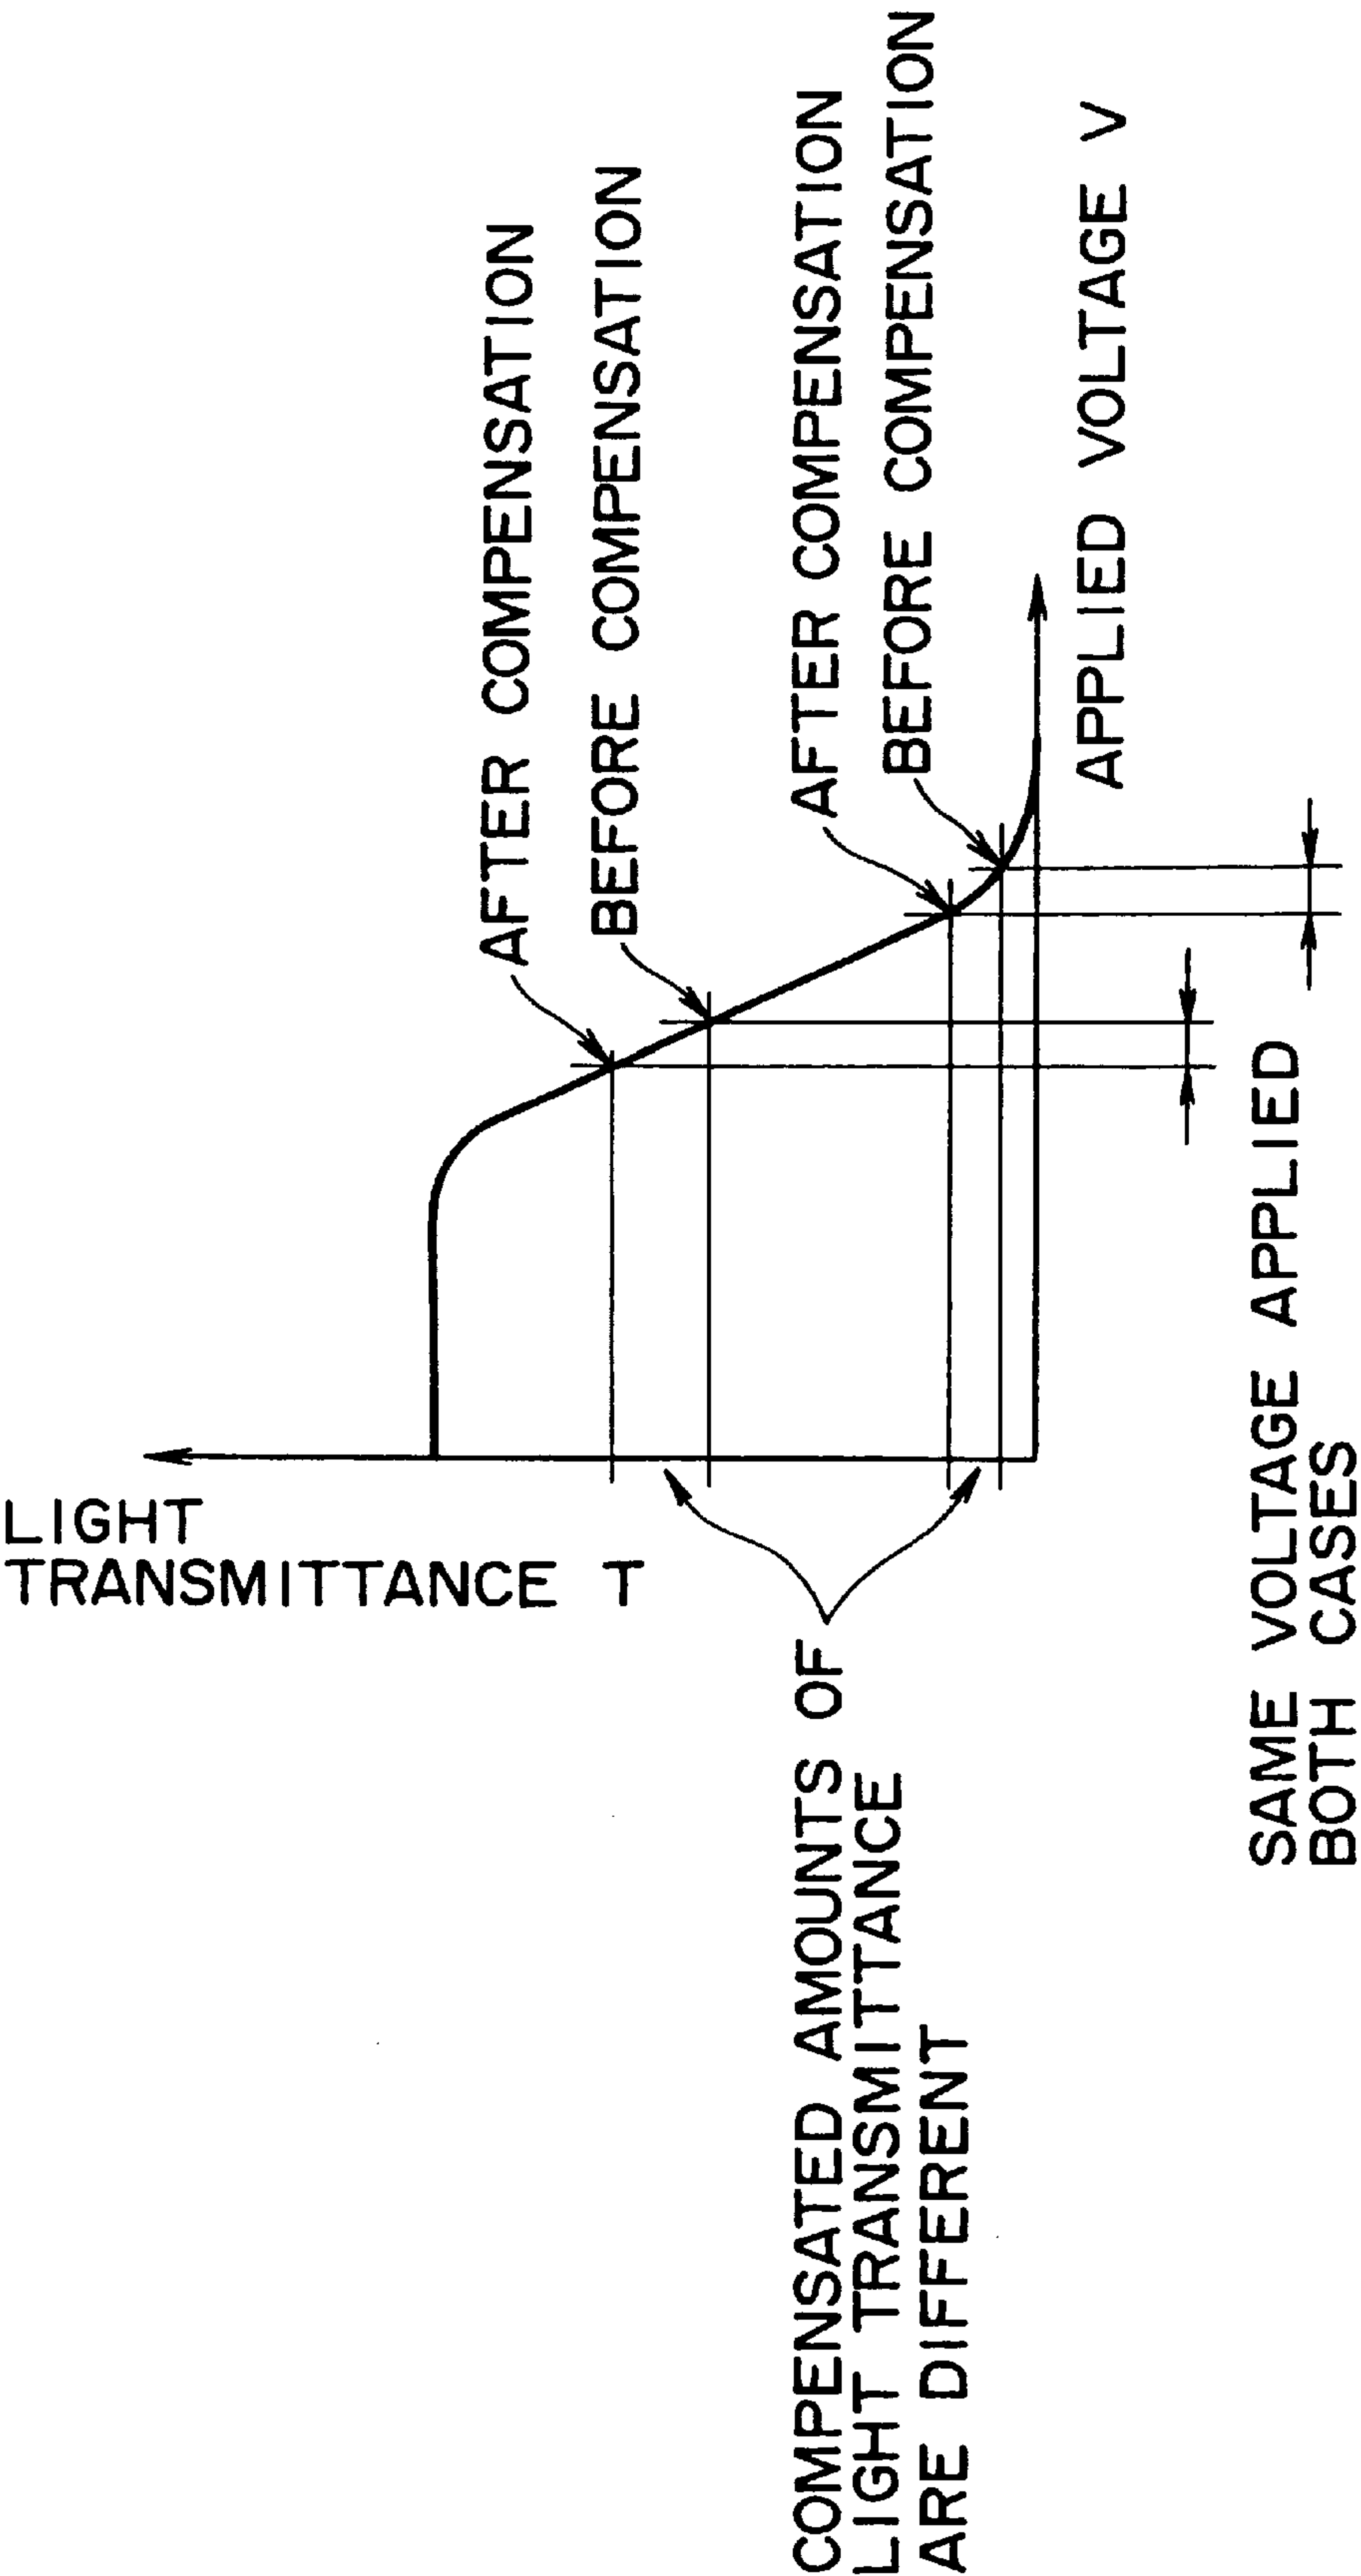 LIGHT
TRANSMITTANCE T
AFTER COMPENSATION
BEFORE COMPENSATION
AFTER COMPENSATION
BEFORE COMPENSATION
APPLIED VOLTAGE V
COMPENSATED AMOUNTS OF
LIGHT TRANSMITTANCE
ARE DIFFERENT
SAME VOLTAGE APPLIED
BOTH CASES